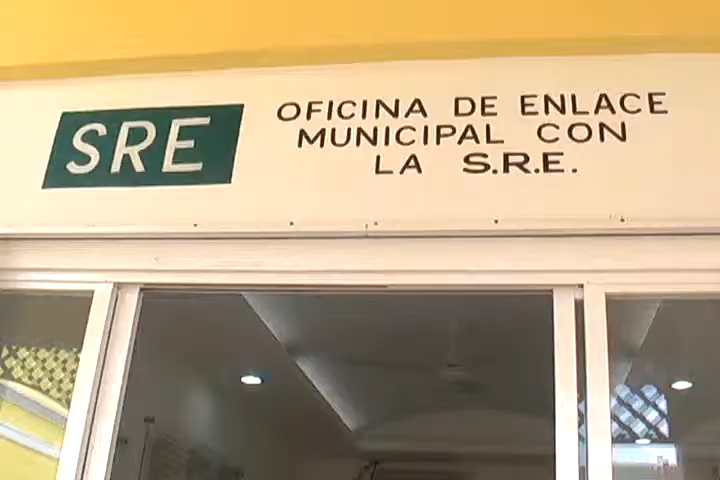 SRE
OFICINA DE ENLACE
MUNICIPAL CON
LA S.R.E.